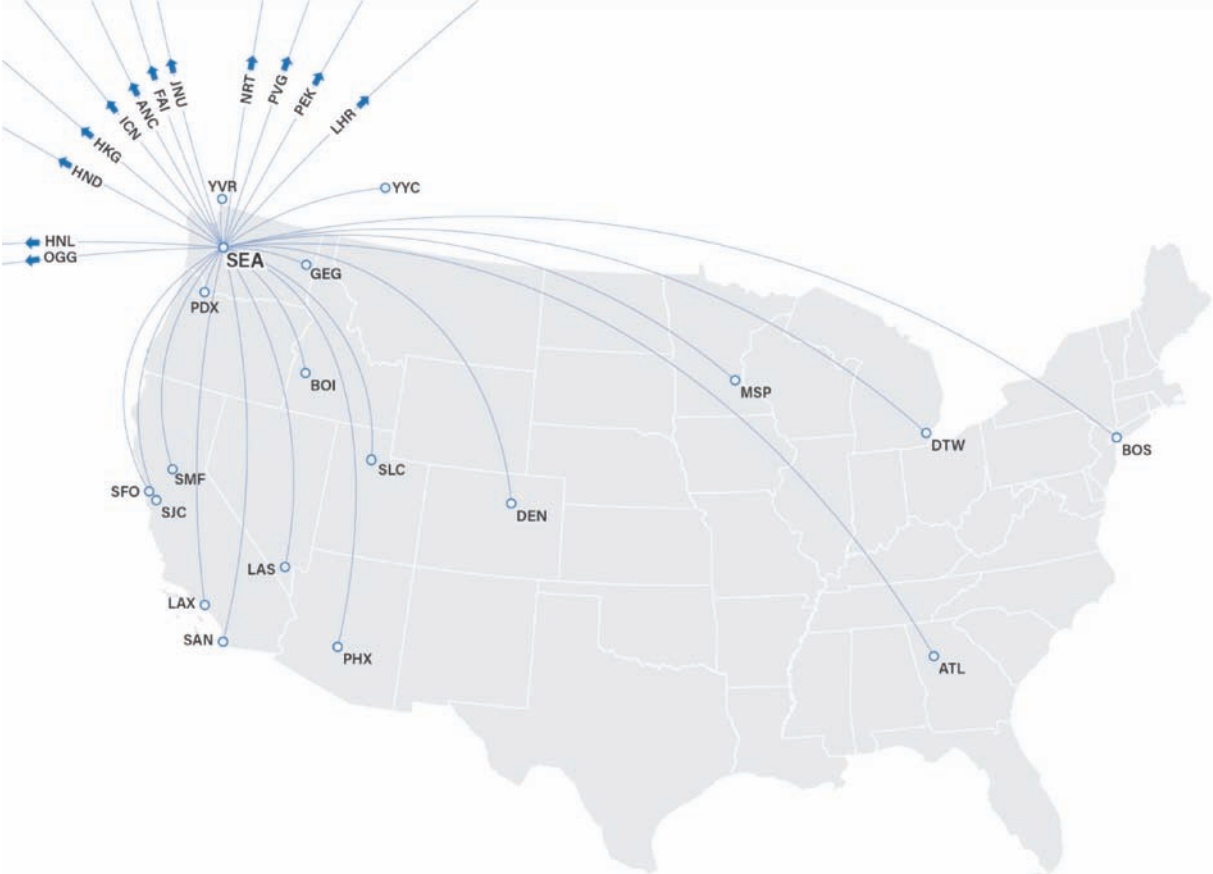 JNU
FAI
ANC
ICN
HKG
HND
NRT
PVG
PEK
LHR
YVR
YYC
HNL
OGG
SEA
GEG
PDX
BOI
MSP
DTW
BOS
SLC
SMF
SFO
SJC
DEN
LAS
LAX
SAN
PHX
ATL